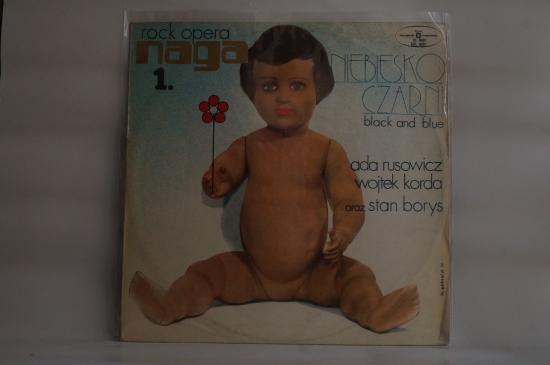 rock opera
naga
1.
NIEBIESKO
CZARNI
black and blue
ada rusowicz
wojtek korda
oraz stan borys